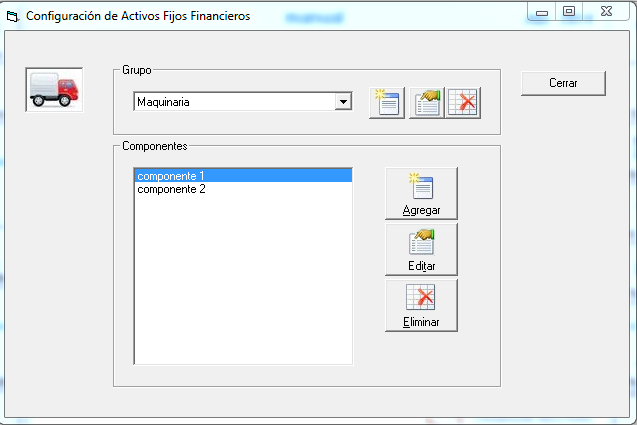 Configuración de Activos Fijos Financieros
Grupo
Maquinaria
Cerrar
Componentes
componente 1
componente 2
Agregar
Editar
Eliminar